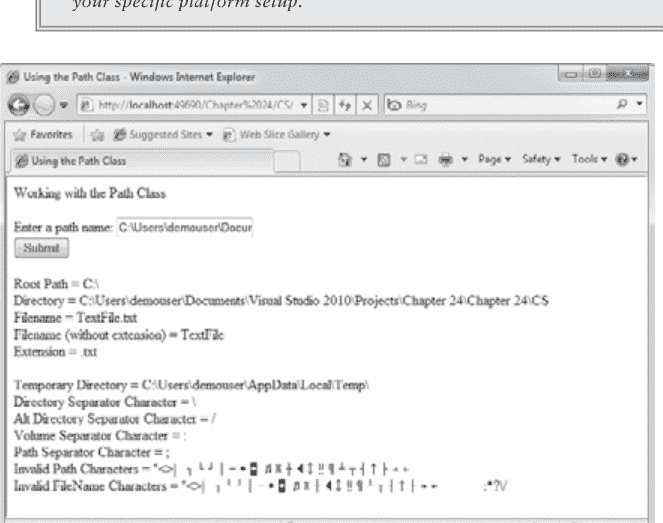 your specific platform setup.
Using the Path Class - Windows Internet Explorer
http://localhost:49690/Chapter%2024/CS/ Bing
Favorites Suggested Sites Web Slice Gallery
Using the Path Class Page Safety Tools
Working with the Path Class
Enter a path name: C:\Users\demouser\Docur
Submit
Root Path = C:\
Directory = C:\Users\demouser\Documents\Visual Studio 2010\Projects\Chapter 24\Chapter 24\CS
Filename = TextFile.txt
Filename (without extension) = TextFile
Extension = .txt
Temporary Directory = C:\Users\demouser\AppData\Local\Temp\
Directory Separator Character = \
Alt Directory Separator Character = /
Volume Separator Character = :
Path Separator Character = ;
Invalid Path Characters = "<>|
Invalid FileName Characters = "<>| :*?\/